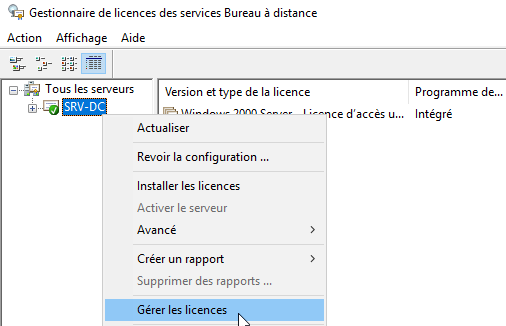 Gestionnaire de licences des services Bureau à distance
Action Affichage Aide
Tous les serveurs
SRV-DC
Version et type de la licence Programme de...
Windows 2000 Server - Licence d'accès u... Intégré
Actualiser
Revoir la configuration ...
Installer les licences
Activer le serveur
Avancé
Créer un rapport
Supprimer des rapports ...
Gérer les licences